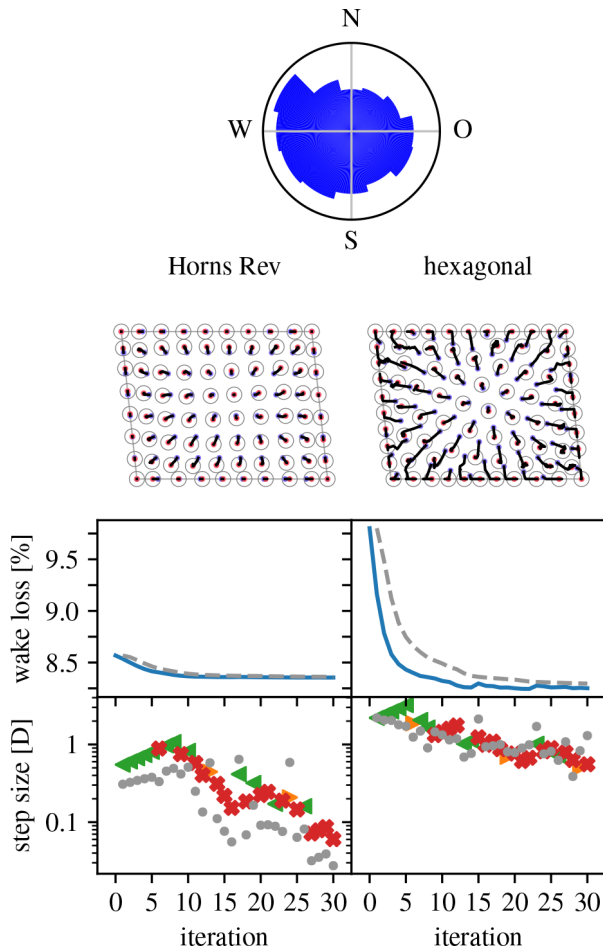 N
W O
S
Horns Rev hexagonal
wake loss [%]
9.5
9.0
8.5
step size [D]
1
0.1
0 5 10 15 20 25 30 0 5 10 15 20 25 30
iteration iteration